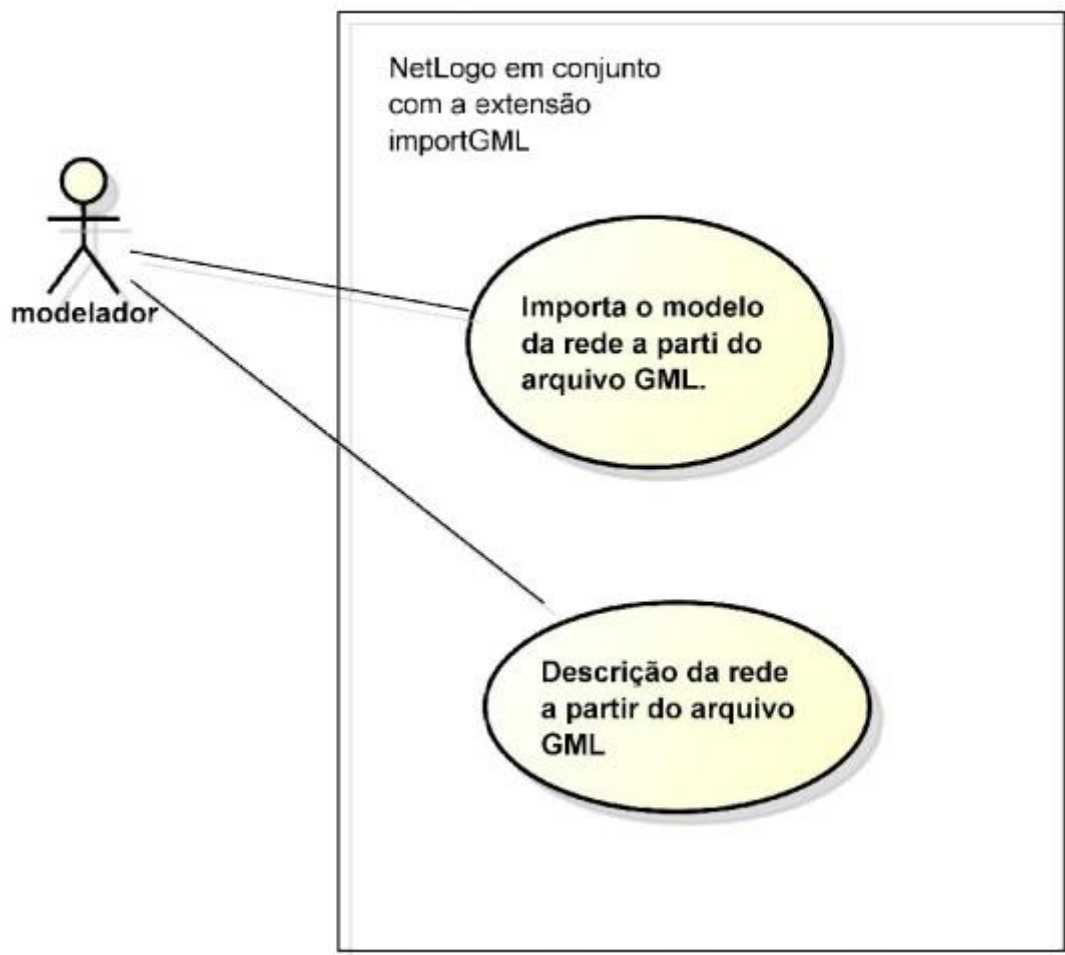 NetLogo em conjunto
com a extensão
importGML
modelador
Importa o modelo
da rede a parti do
arquivo GML.
Descrição da rede
a partir do arquivo
GML